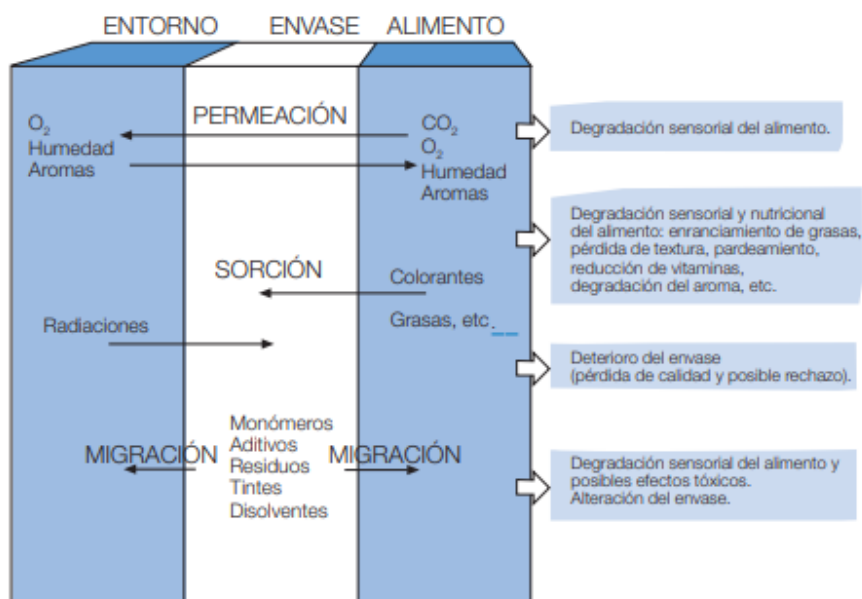 ENTORNO ENVASE ALIMENTO
PERMEACIÓN
O₂
Humedad
Aromas
CO₂
O₂
Humedad
Aromas
Degradación sensorial del alimento.
Degradación sensorial y nutricional
del alimento: enranciamiento de grasas,
pérdida de textura, pardeamiento,
reducción de vitaminas,
degradación del aroma, etc.
SORCIÓN
Colorantes
Grasas, etc.
Radiaciones
Deterioro del envase
(pérdida de calidad y posible rechazo).
MIGRACIÓN
Monómeros
Aditivos
Residuos
Tintes
Disolventes
MIGRACIÓN
Degradación sensorial del alimento y
posibles efectos tóxicos.
Alteración del envase.